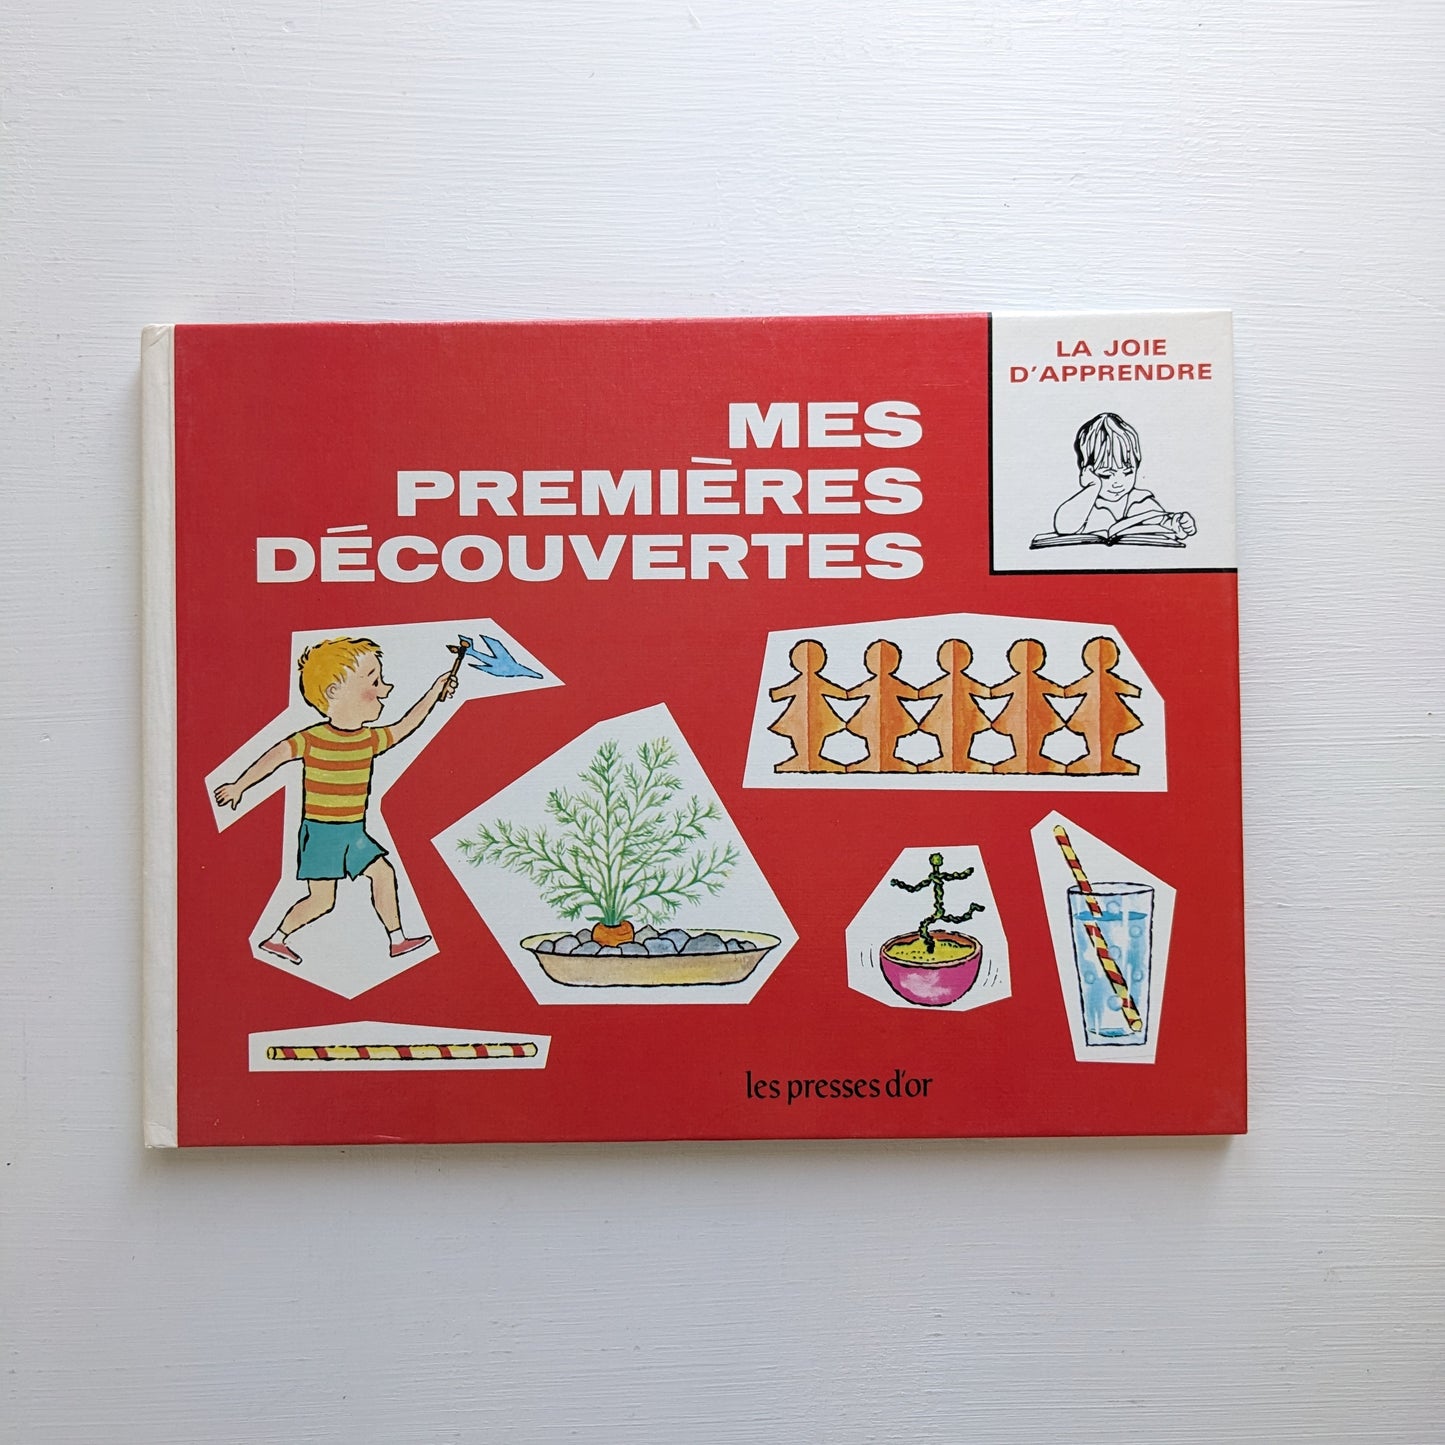 MES
PREMIÈRES
DÉCOUVERTES
LA JOIE
D'APPRENDRE
les presses d'or